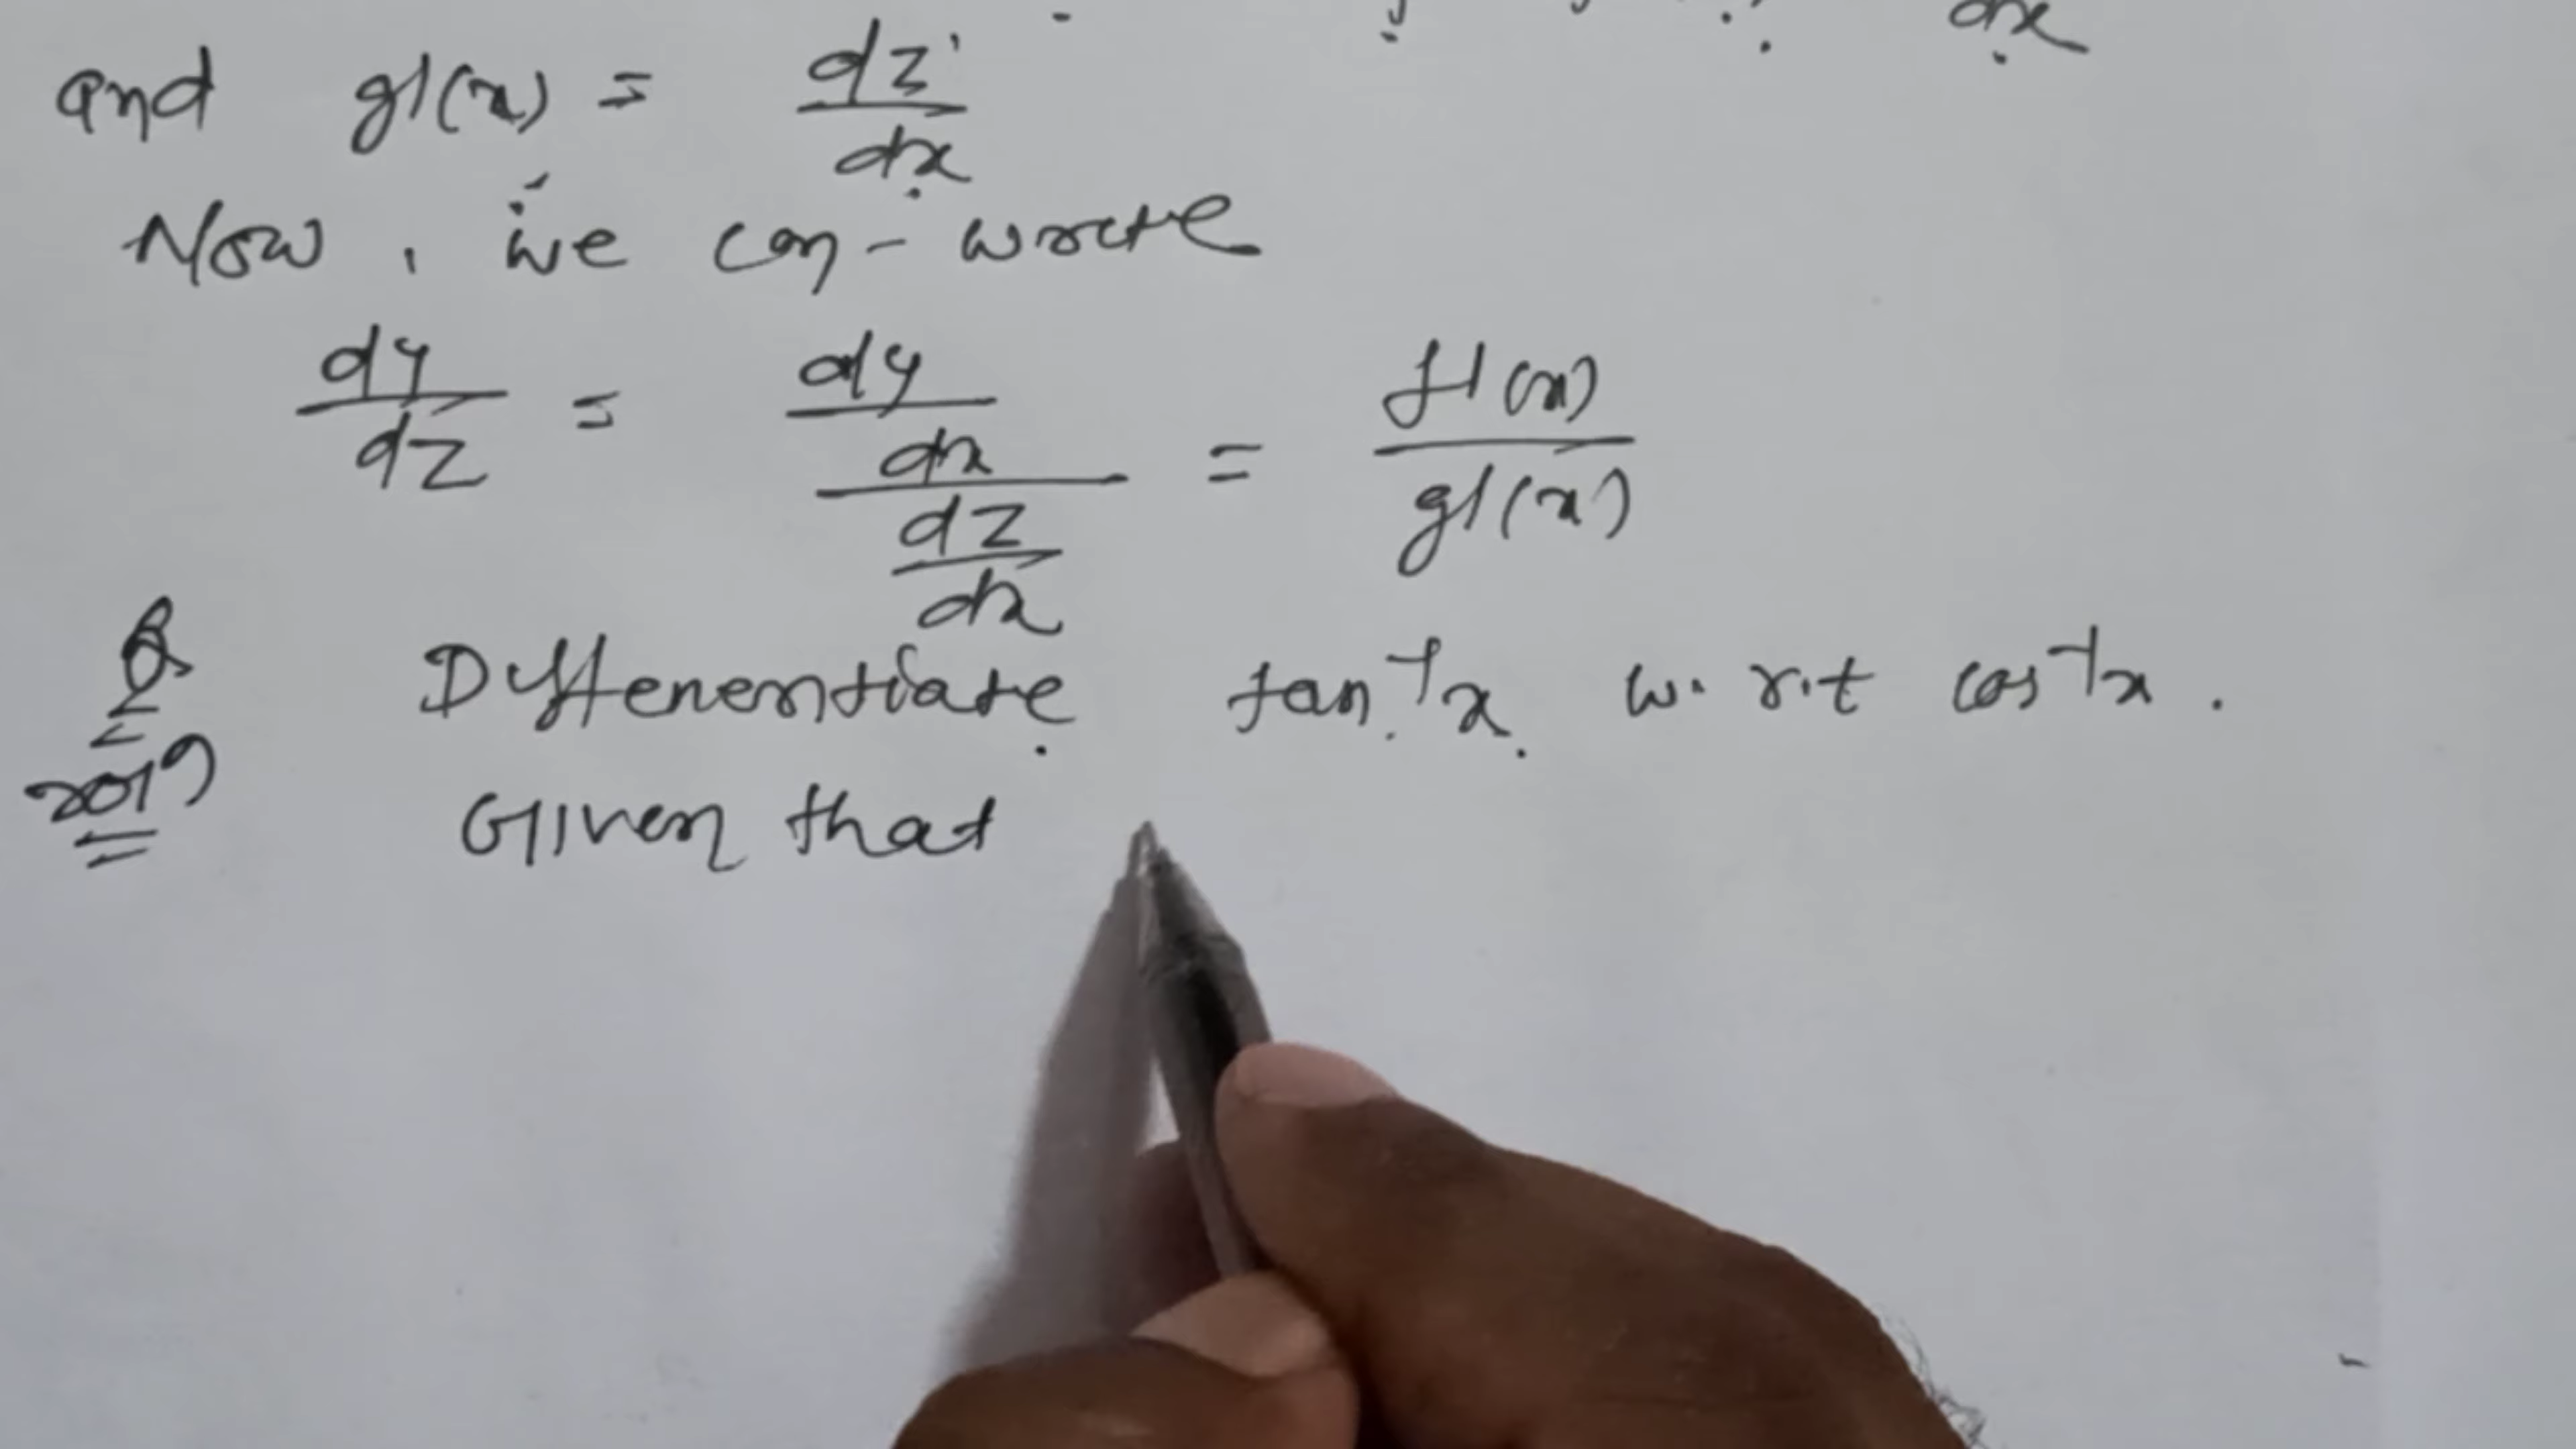 dx
and g'(x) = dz/dx
Now, we can write
dy/dz = dy/dx / dz/dx = f'(x)/g'(x)
Q Differentiate tan⁻¹x w.r.t cos⁻¹x.
2019 Given that